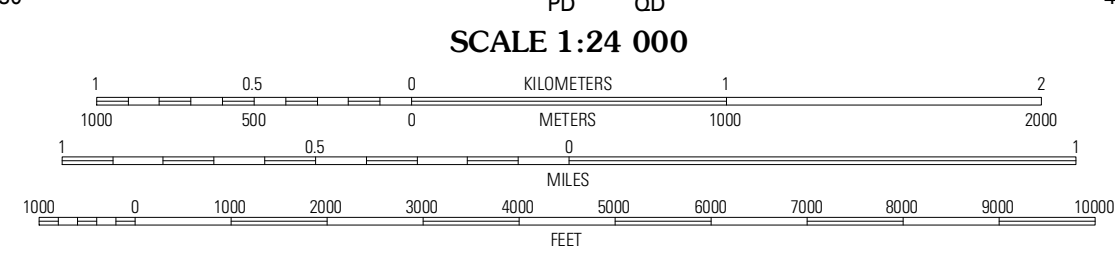 PD QD
SCALE 1:24 000
1 0.5 0 KILOMETERS 1 2
1000 500 0 METERS 1000 2000
1 0.5 0 1
MILES
1000 0 1000 2000 3000 4000 5000 6000 7000 8000 9000 10000
FEET